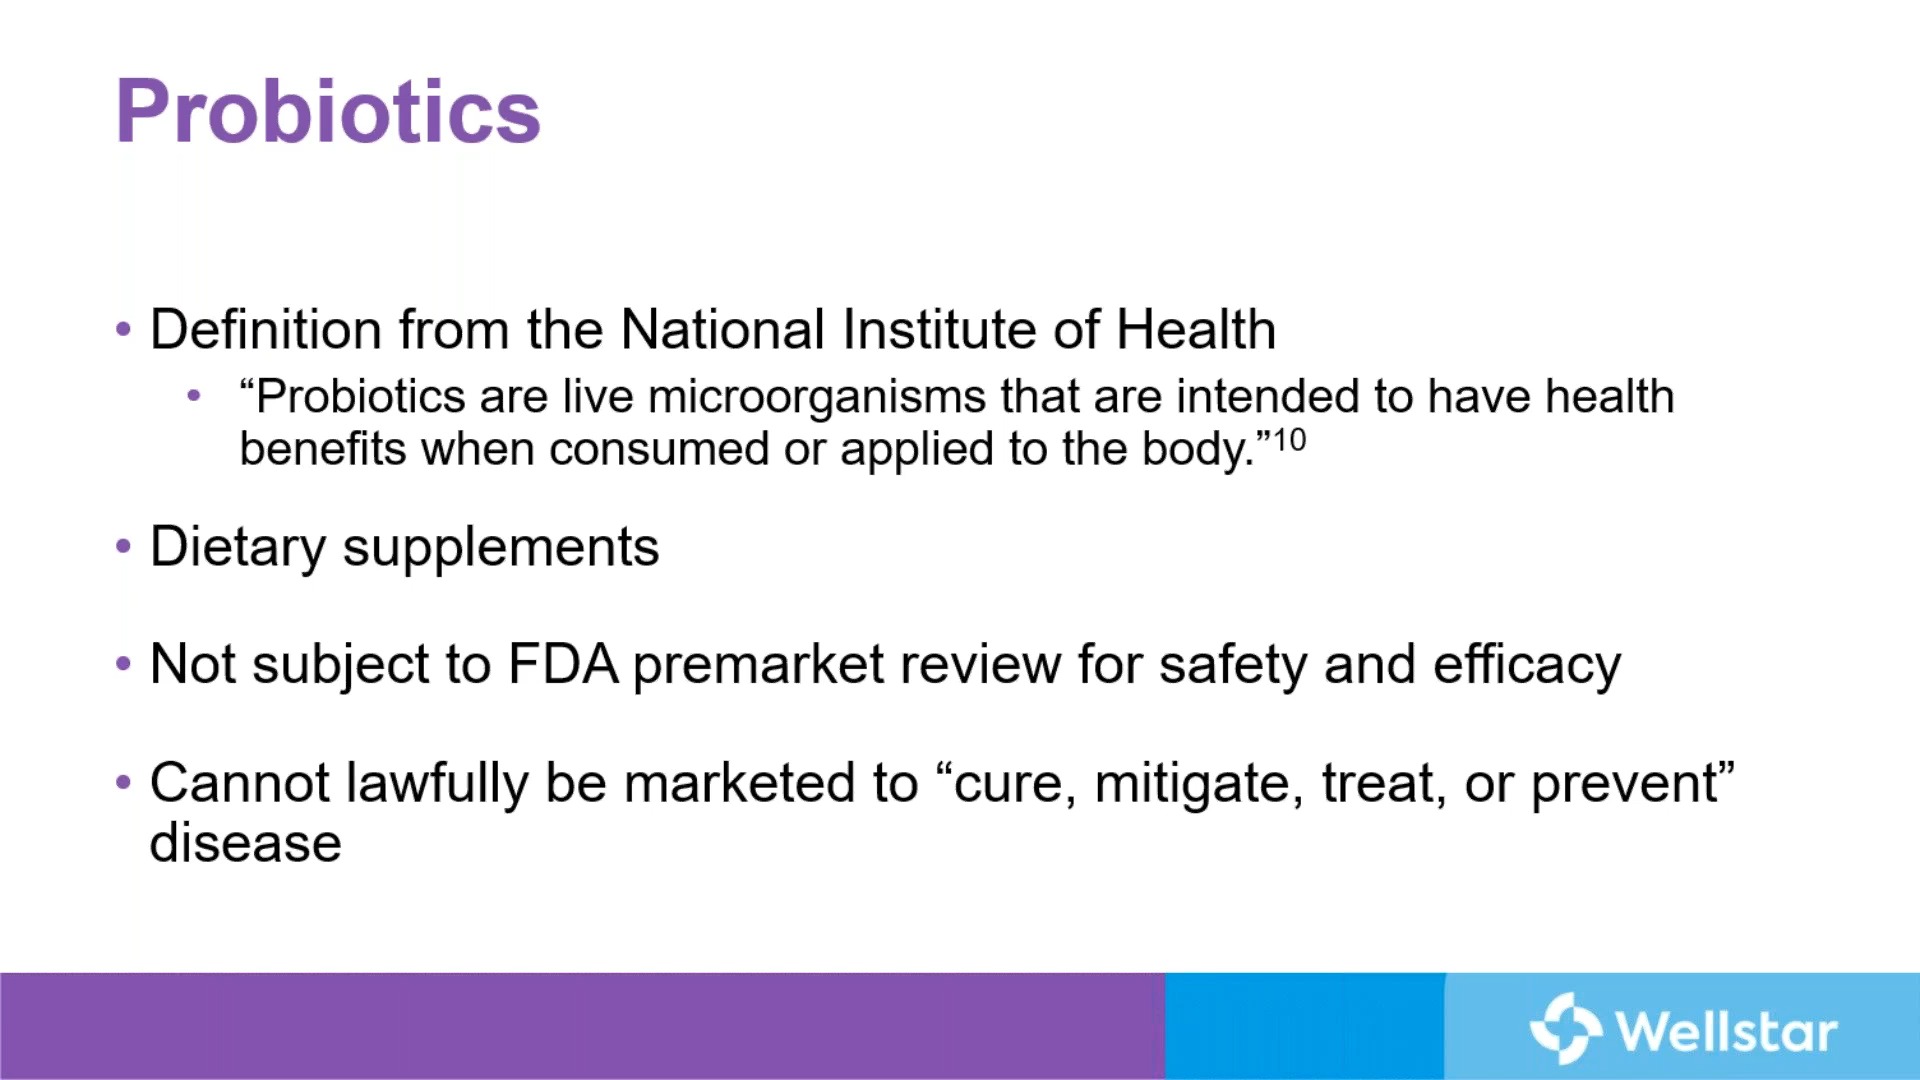 Probiotics
• Definition from the National Institute of Health
• “Probiotics are live microorganisms that are intended to have health
benefits when consumed or applied to the body.”10
• Dietary supplements
• Not subject to FDA premarket review for safety and efficacy
• Cannot lawfully be marketed to “cure, mitigate, treat, or prevent”
disease
Wellstar